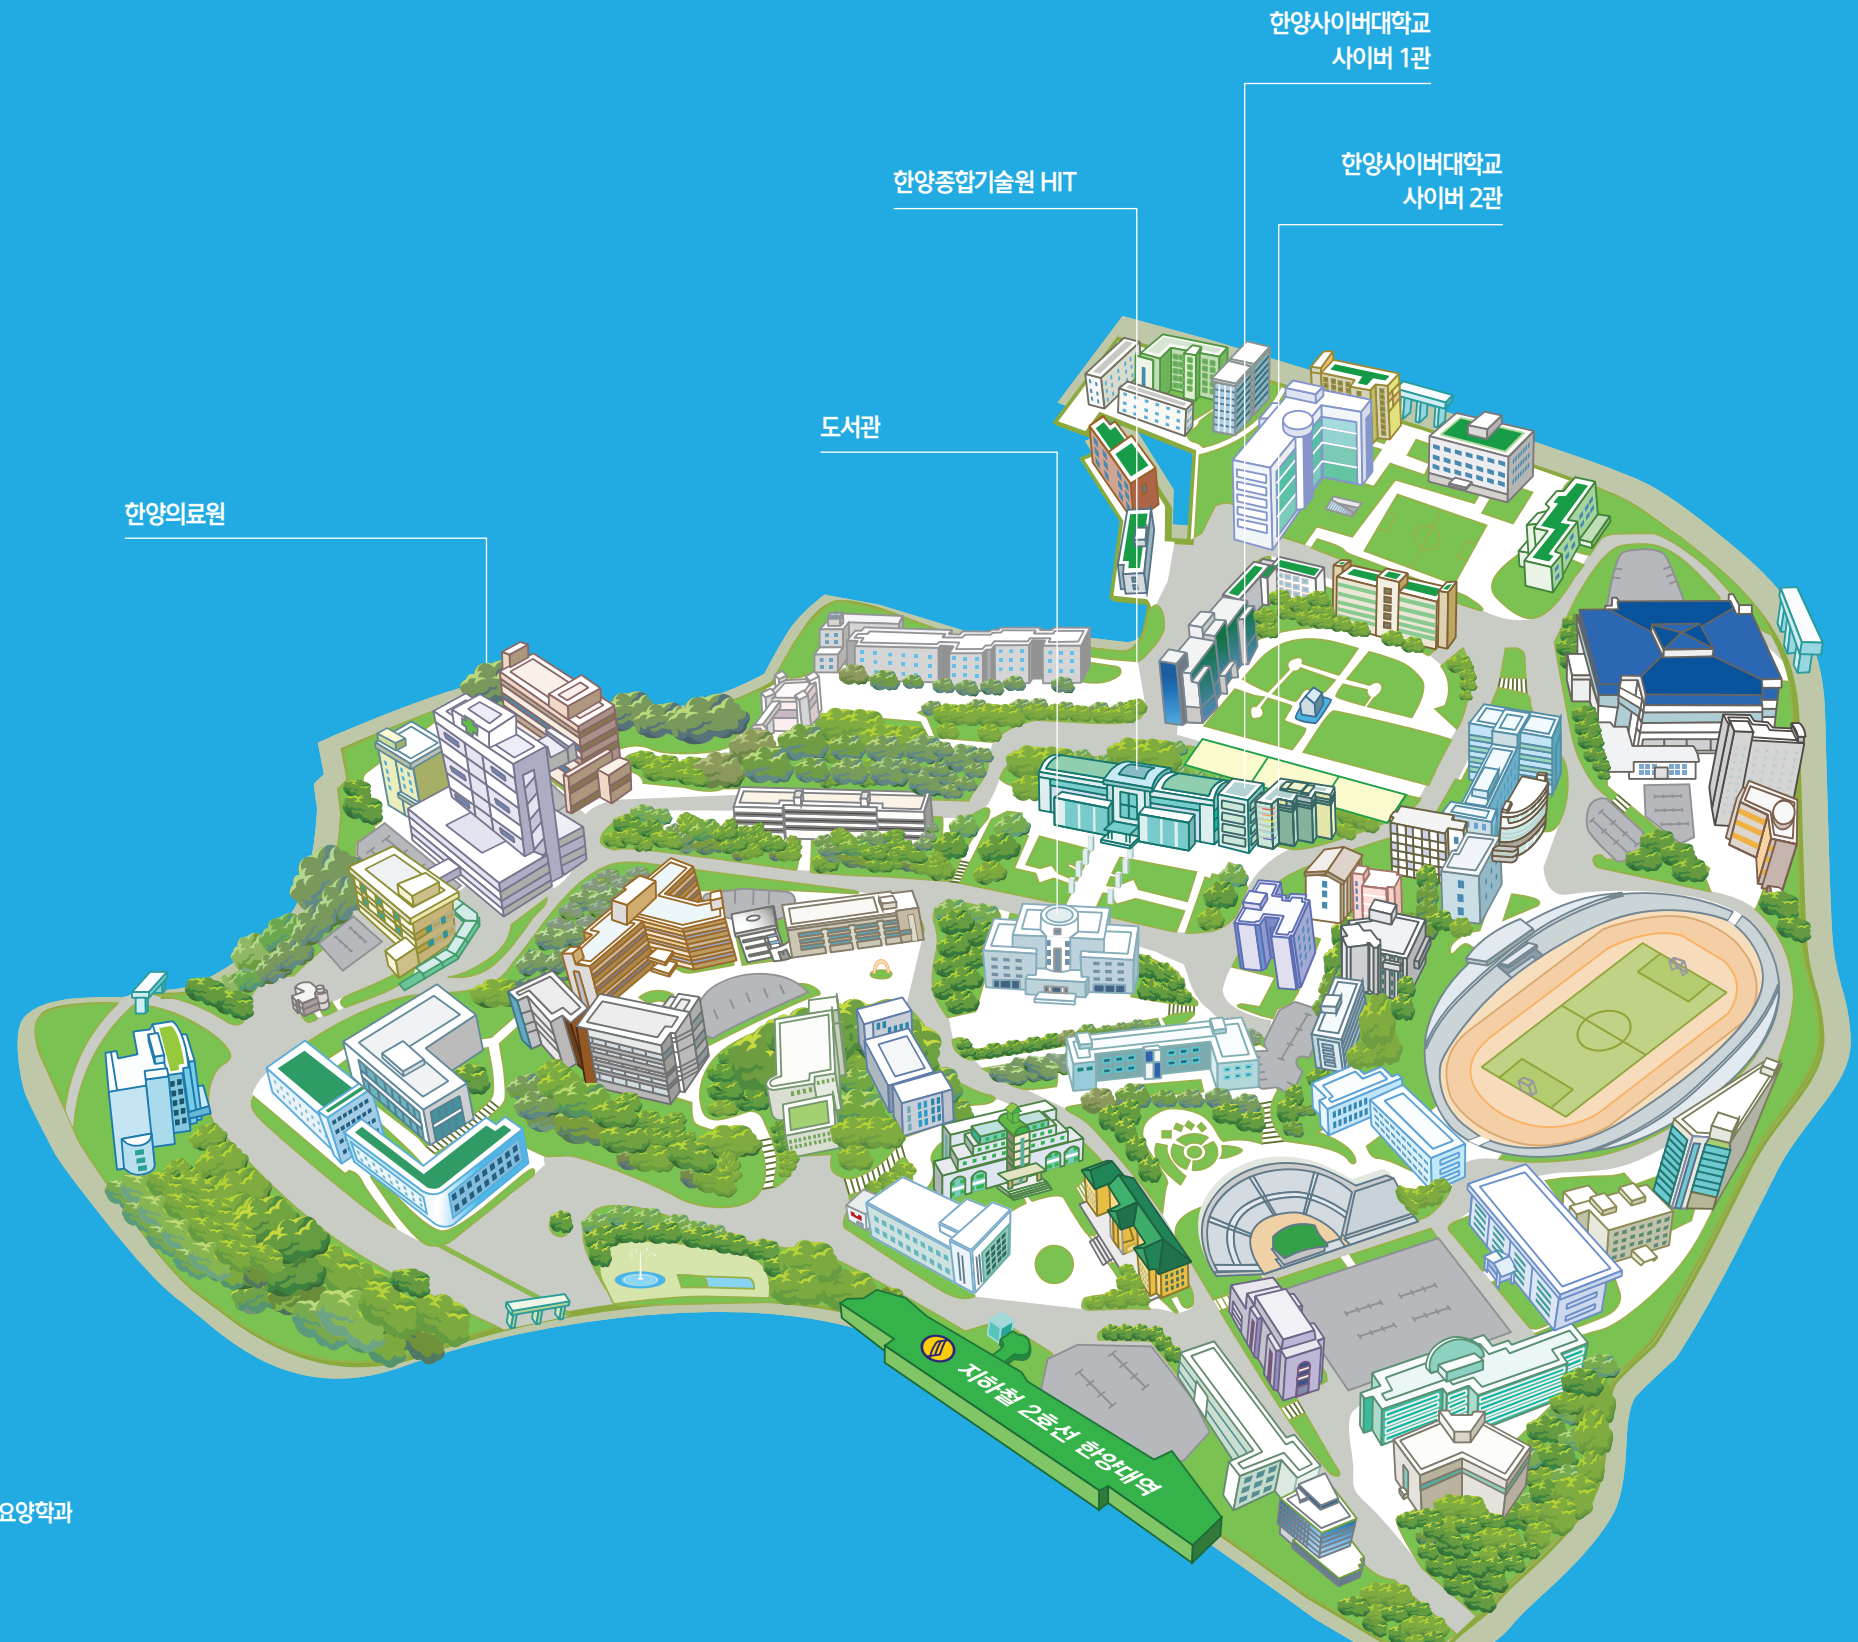 한양사이버대학교
사이버 1관
한양사이버대학교
사이버 2관
한양종합기술원 HIT
도서관
한양의료원
지하철 2호선 한양대역
요양학과